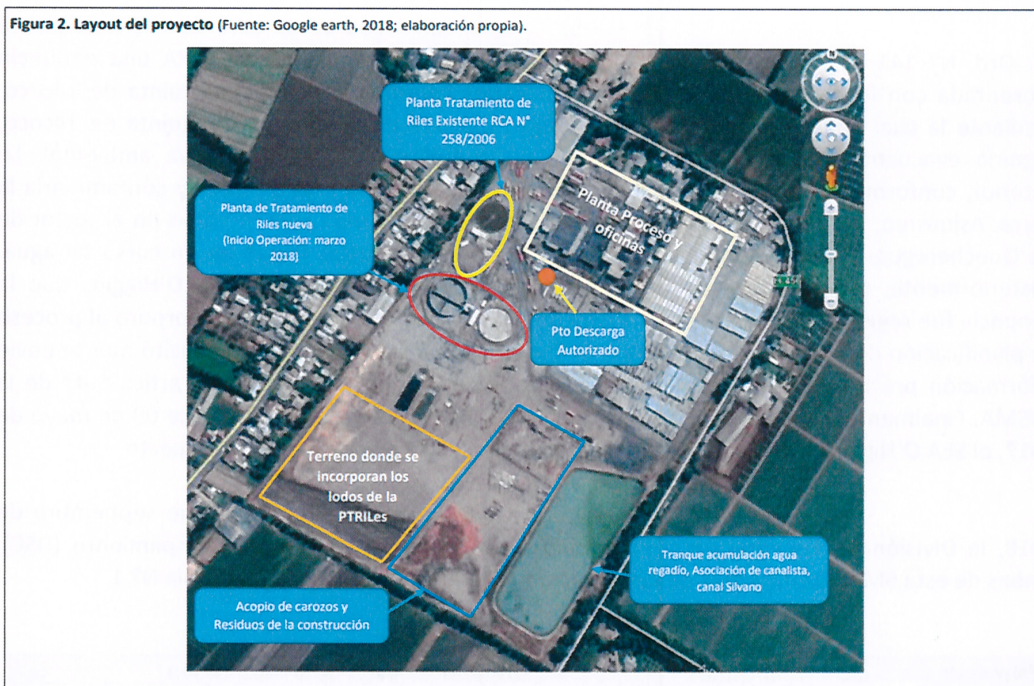 Figura 2. Layout del proyecto (Fuente: Google earth, 2018; elaboración propia).
N
Planta Tratamiento de
Riles Existente RCA N°
258/2006
Planta de Tratamiento de
Riles nueva
(Inicio Operación: marzo
2018)
Planta Proceso y
oficinas
Pto Descarga
Autorizado
Terreno donde se
incorporan los
lodos de la
PTRILes
Tranque acumulación agua
regadío, Asociación de canalista,
canal Silvano
Acopio de carozos y
Residuos de la construcción